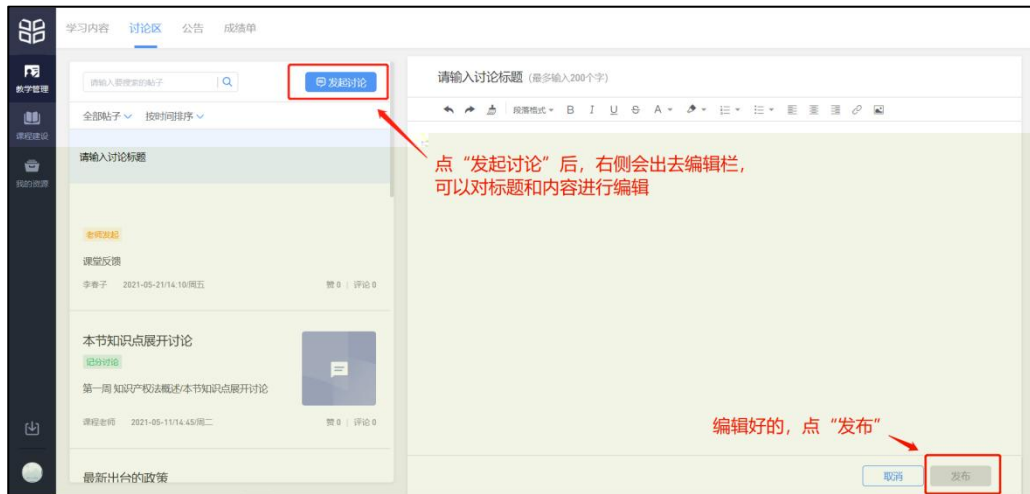 学习内容 讨论区 公告 成绩单
教学管理
课程建设
我的资源
请输入要搜索的帖子
发起讨论
全部帖子 按时间排序
请输入讨论标题
老师发起
课堂反馈
李春子 2021-05-21/14:10/周五 赞 0 | 评论 0
本节知识点展开讨论
记分讨论
第一周 知识产权法概述/本节知识点展开讨论
课程老师 2021-05-11/14:45/周二 赞 0 | 评论 0
最新出台的政策
请输入讨论标题 (最多输入200个字)
段落格式 B I U S A
点“发起讨论”后，右侧会出去编辑栏，
可以对标题和内容进行编辑
编辑好的，点“发布”
取消 发布